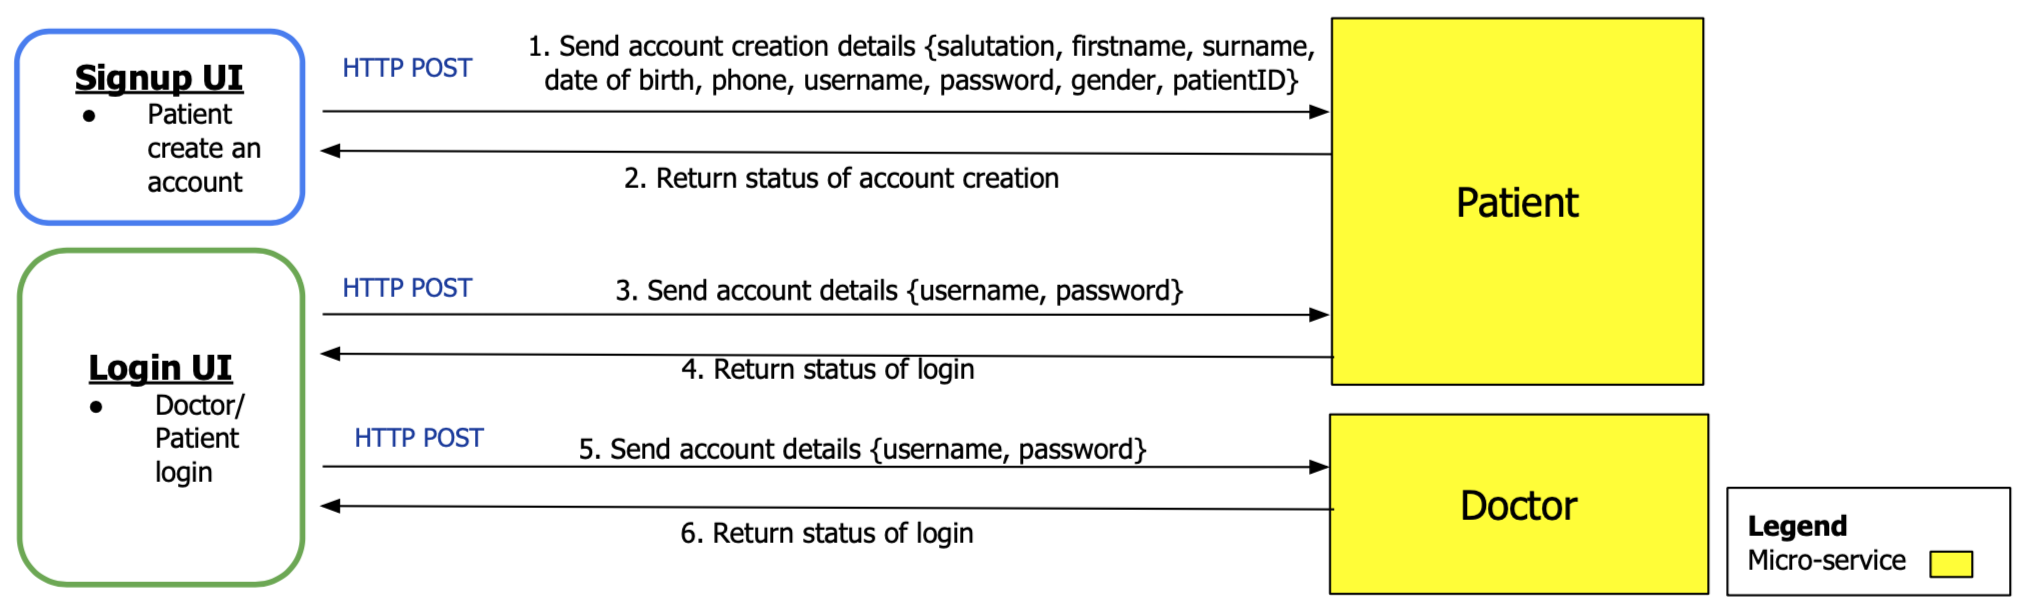 Signup UI
● Patient
create an
account
HTTP POST
1. Send account creation details {salutation, firstname, surname,
date of birth, phone, username, password, gender, patientID}
2. Return status of account creation
Patient
Login UI
● Doctor/
Patient
login
HTTP POST
3. Send account details {username, password}
4. Return status of login
HTTP POST
5. Send account details {username, password}
6. Return status of login
Doctor
Legend
Micro-service